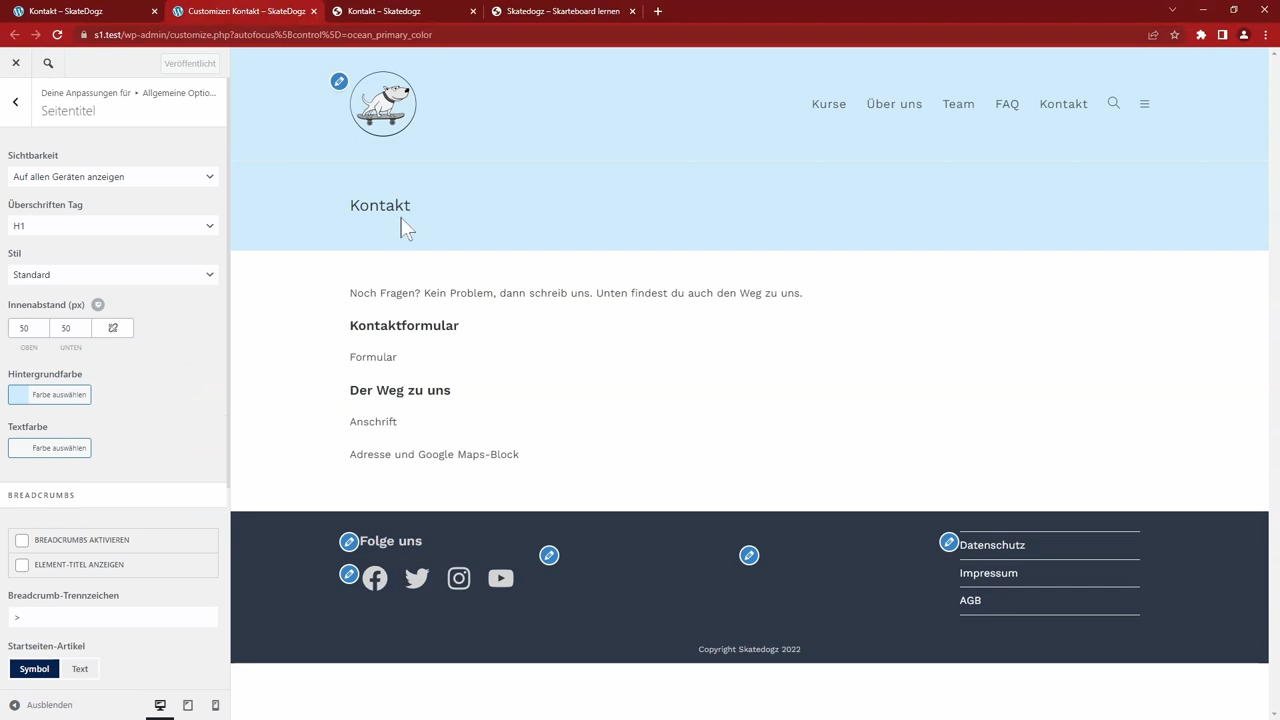 Kontakt – SkateDogz
Customizer: Kontakt – SkateDogz
Kontakt – Skatedogz
Skatedogz – Skarteboard lernen
s1.test/wp-admin/customize.php?autofocus%5Bcontrol%5D=ocean_primary_color
Veröffentlicht
Deine Anpassungen für ▸ Allgemeine Optio...
Seitentitel
Sichtbarkeit
Auf allen Geräten anzeigen
Überschriften Tag
H1
Stil
Standard
Innenabstand (px)
50 50
OBEN UNTEN
Hintergrundfarbe
Farbe auswählen
Textfarbe
Farbe auswählen
BREADCRUMBS
BREADCRUMBS AKTIVIEREN
ELEMENT-TITEL ANZEIGEN
Breadcrumb-Trennzeichen
>
Startseiten-Artikel
Symbol Text
Ausblenden
Kurse Über uns Team FAQ Kontakt
Kontakt
Noch Fragen? Kein Problem, dann schreib uns. Unten findest du auch den Weg zu uns.
Kontaktformular
Formular
Der Weg zu uns
Anschrift
Adresse und Google Maps-Block
Folge uns
Datenschutz
Impressum
AGB
Copyright Skatedogz 2022